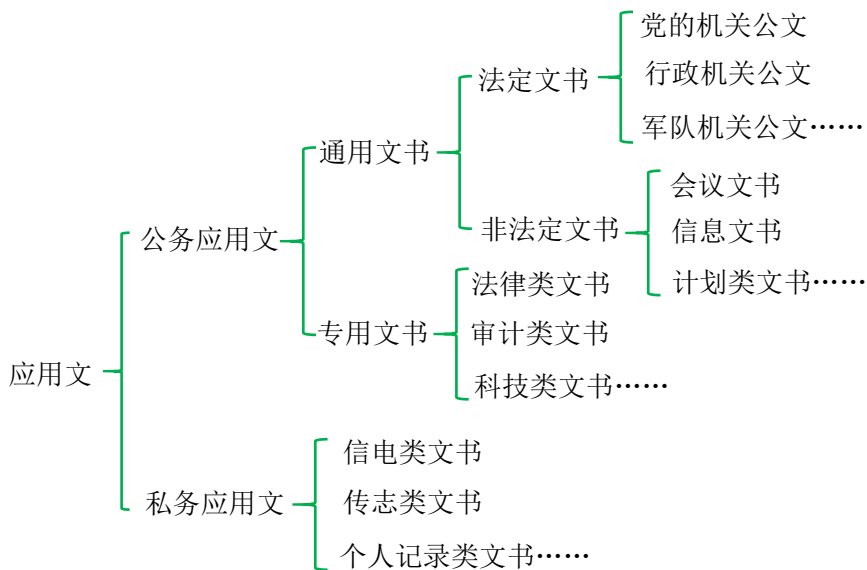 党的机关公文
法定文书
行政机关公文
军队机关公文……
通用文书
会议文书
公务应用文
非法定文书
信息文书
法律类文书
计划类文书……
专用文书
审计类文书
应用文
科技类文书……
信电类文书
私务应用文
传志类文书
个人记录类文书……